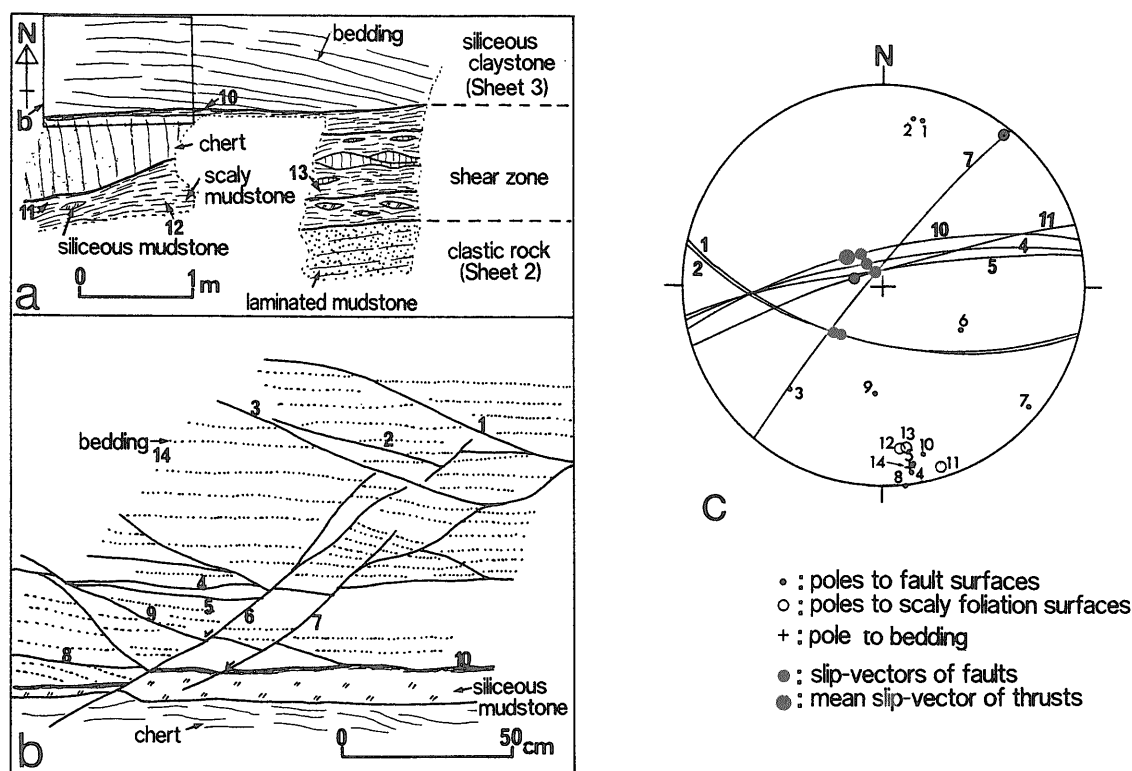 N
bedding
siliceous
claystone
(Sheet 3)
10
b
chert
scaly
mudstone
13
shear zone
11
12
siliceous mudstone
clastic rock
(Sheet 2)
0 1 m
laminated mudstone
a
3
1
2
bedding
14
4
5
9
6
7
8
10
siliceous
mudstone
chert
b
0 50 cm
N
2 1
7
1
2
10
11
4
5
6
3
9
7
12 13
10
5
14
11
4
8
c
: poles to fault surfaces
: poles to scaly foliation surfaces
+ : pole to bedding
: slip-vectors of faults
: mean slip-vector of thrusts